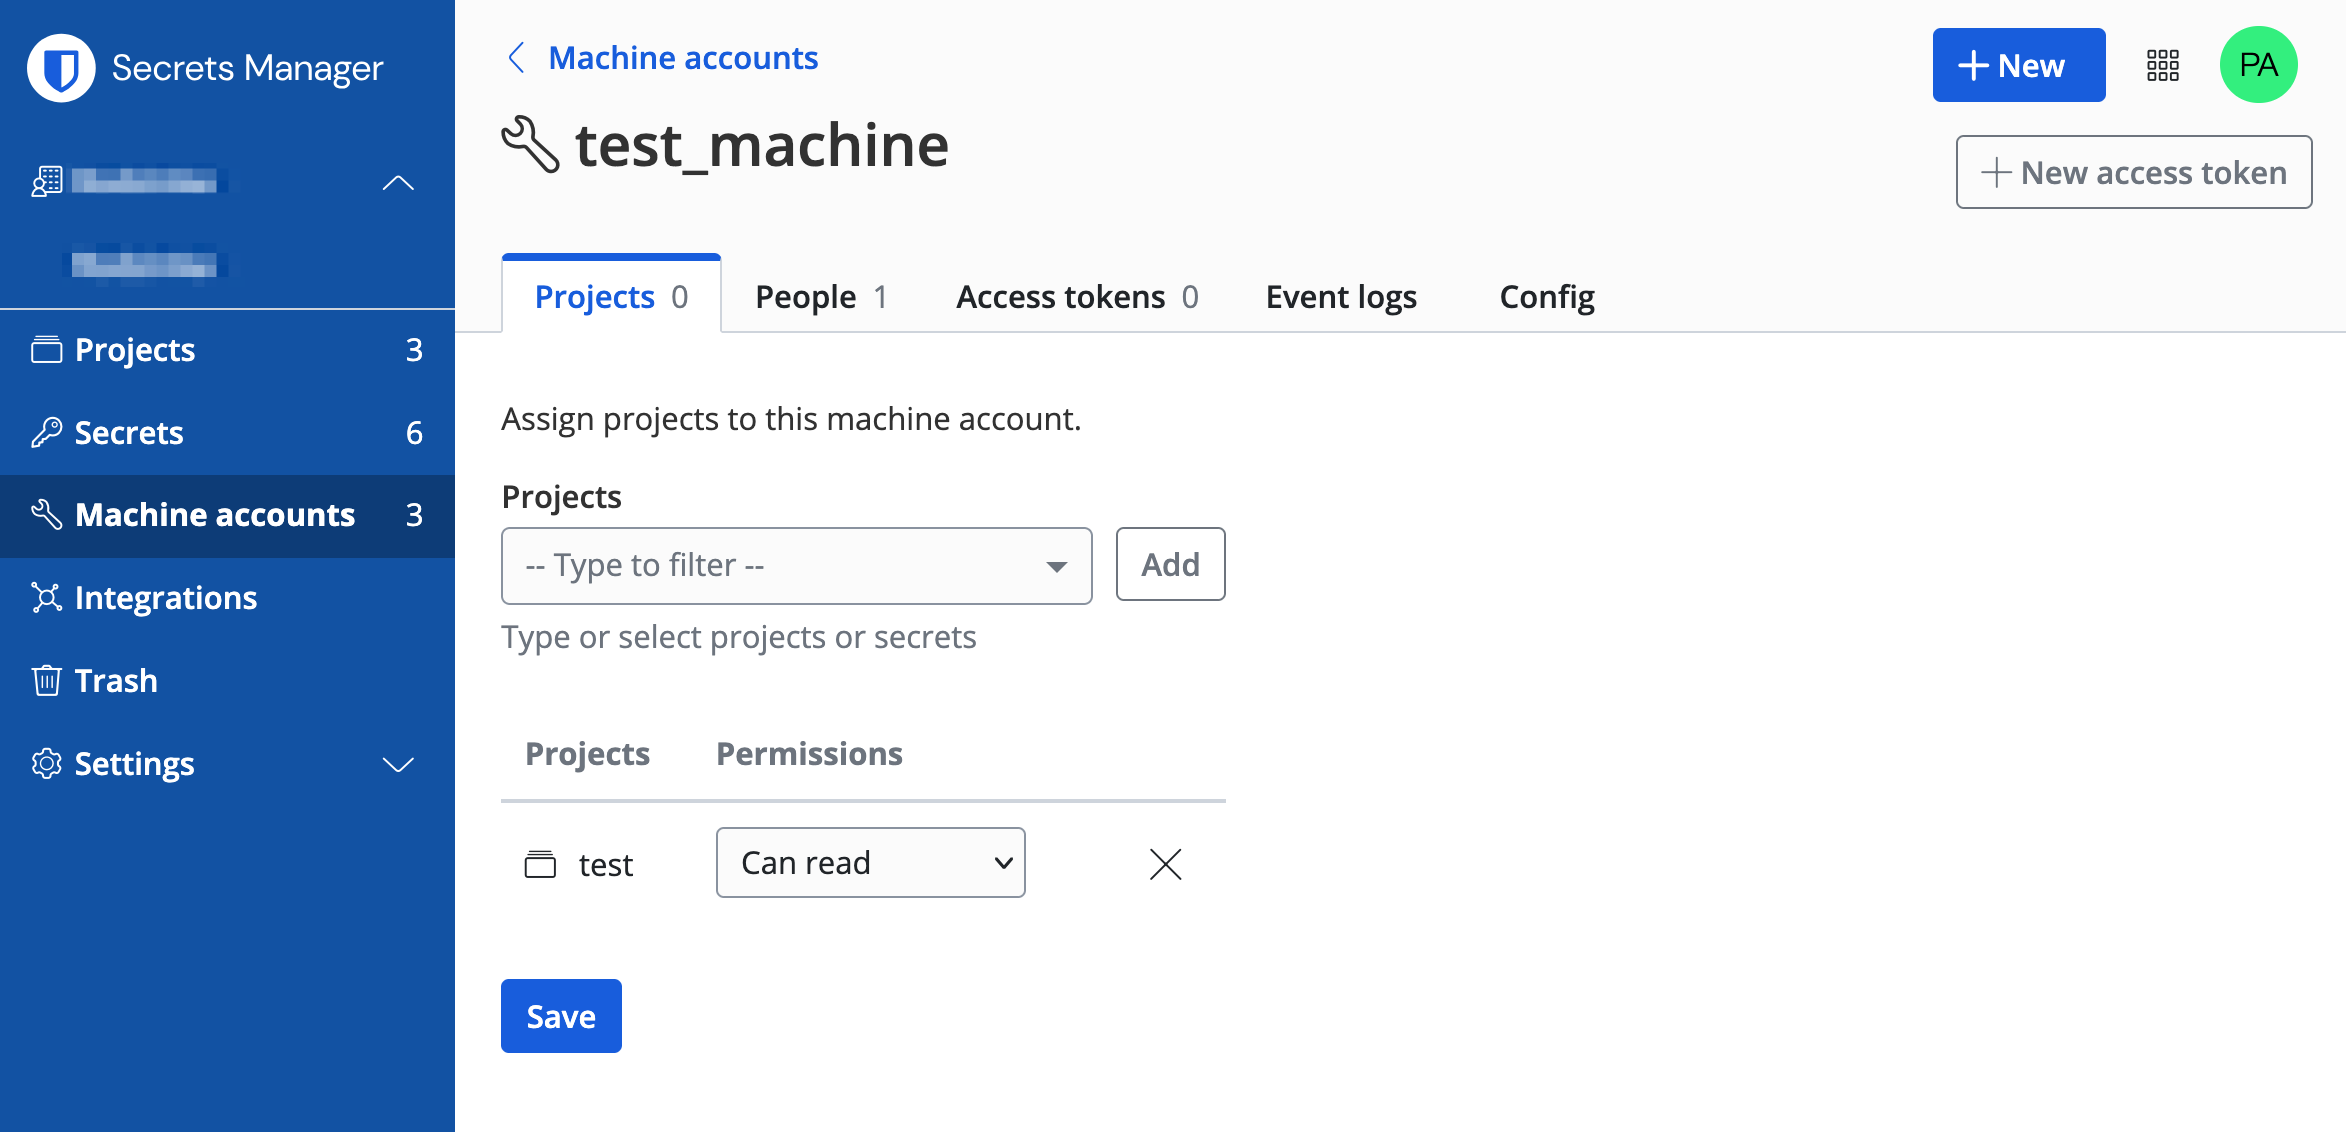 Secrets Manager
Projects 3
Secrets 6
Machine accounts 3
Integrations
Trash
Settings
Machine accounts
New
PA
test_machine
New access token
Projects 0
People 1
Access tokens 0
Event logs
Config
Assign projects to this machine account.
Projects
-- Type to filter --
Add
Type or select projects or secrets
Projects Permissions
test Can read
Save